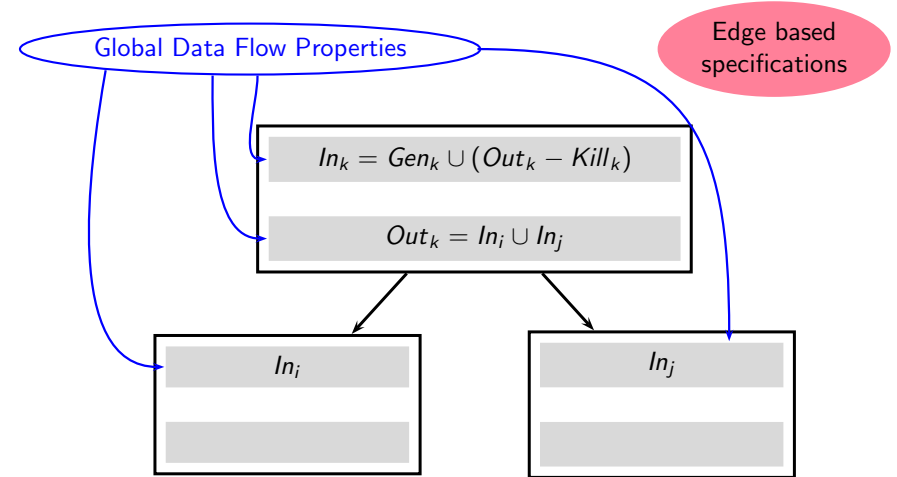 Global Data Flow Properties
Edge based
specifications
Inₖ = Genₖ ∪ (Outₖ − Killₖ)
Outₖ = Inᵢ ∪ Inⱼ
Inᵢ
Inⱼ